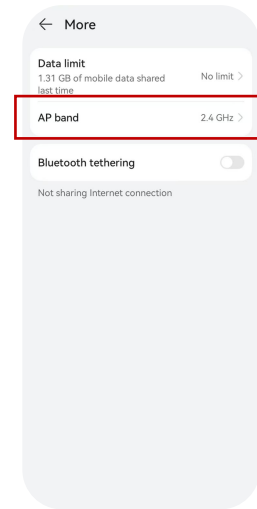 More
Data limit
1.31 GB of mobile data shared
last time
No limit
AP band
2.4 GHz
Bluetooth tethering
Not sharing Internet connection